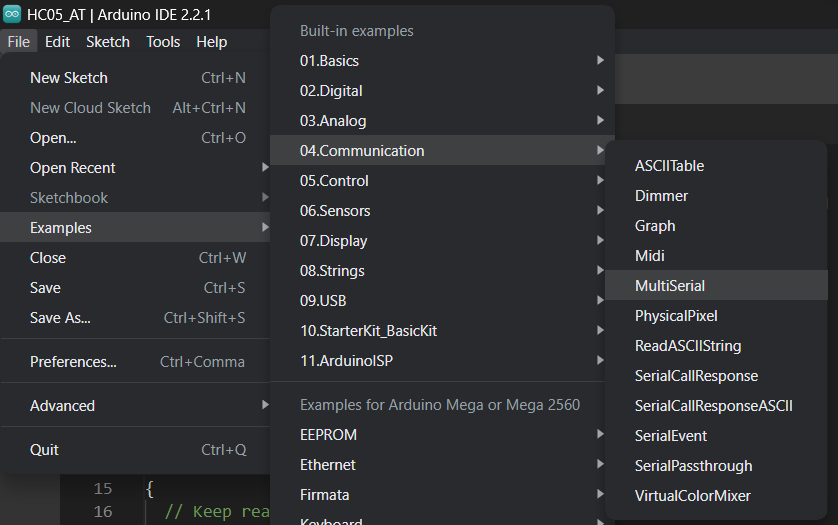 HC05_AT | Arduino IDE 2.2.1
File Edit Sketch Tools Help
New Sketch Ctrl+N
New Cloud Sketch Alt+Ctrl+N
Open... Ctrl+O
Open Recent
Sketchbook
Examples
Close Ctrl+W
Save Ctrl+S
Save As... Ctrl+Shift+S
Preferences... Ctrl+Comma
Advanced
Quit Ctrl+Q
Built-in examples
01.Basics
02.Digital
03.Analog
04.Communication
05.Control
06.Sensors
07.Display
08.Strings
09.USB
10.StarterKit_BasicKit
11.ArduinoISP
Examples for Arduino Mega or Mega 2560
EEPROM
Ethernet
Firmata
Keyboard
ASCIITable
Dimmer
Graph
Midi
MultiSerial
PhysicalPixel
ReadASCIIString
SerialCallResponse
SerialCallResponseASCII
SerialEvent
SerialPassthrough
VirtualColorMixer
15 {
16 // Keep rea